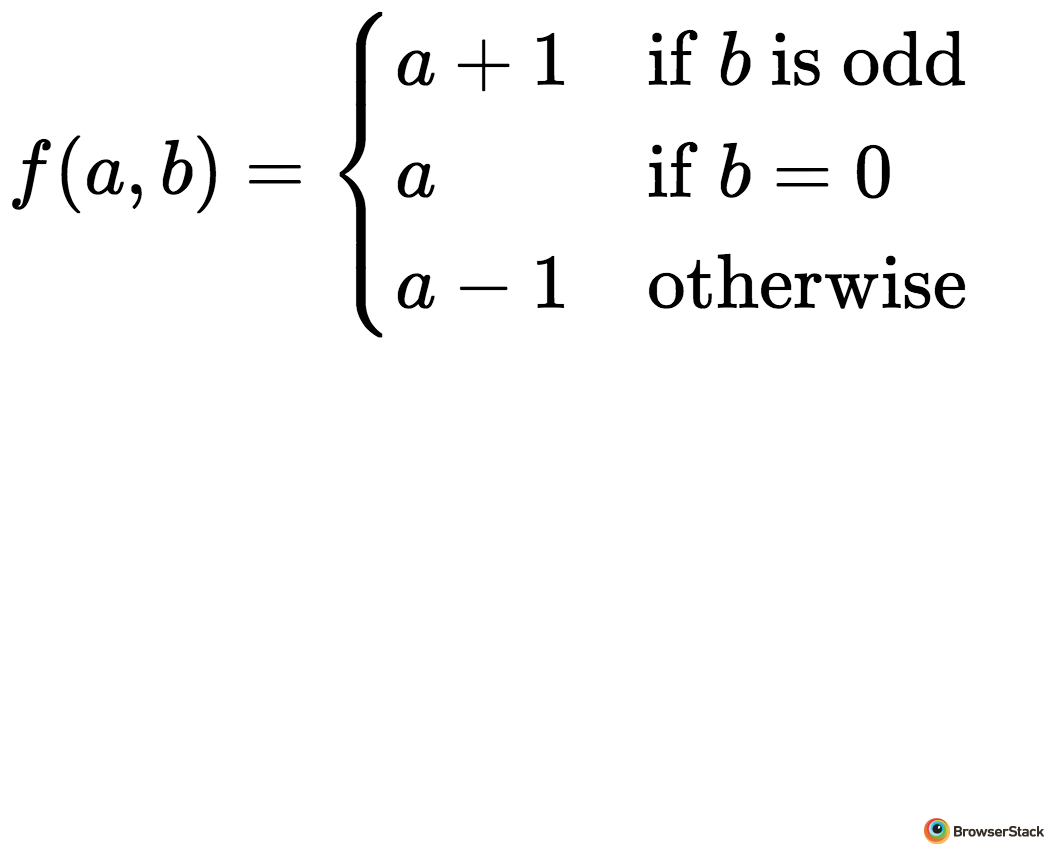 f(a, b) = { a + 1 if b is odd
a if b = 0
a − 1 otherwise
BrowserStack